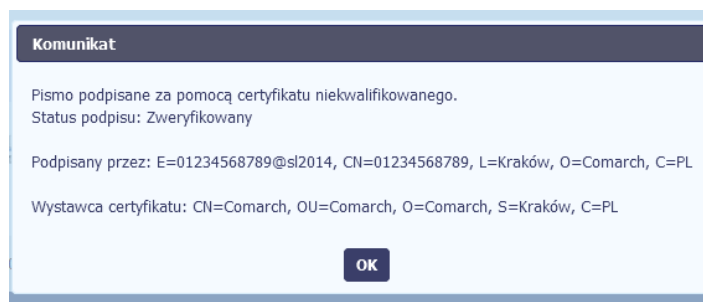 Komunikat
Pismo podpisane za pomocą certyfikatu niekwalifikowanego.
Status podpisu: Zweryfikowany
Podpisany przez: E=01234568789@sl2014, CN=01234568789, L=Kraków, O=Comarch, C=PL
Wystawca certyfikatu: CN=Comarch, OU=Comarch, O=Comarch, S=Kraków, C=PL
OK